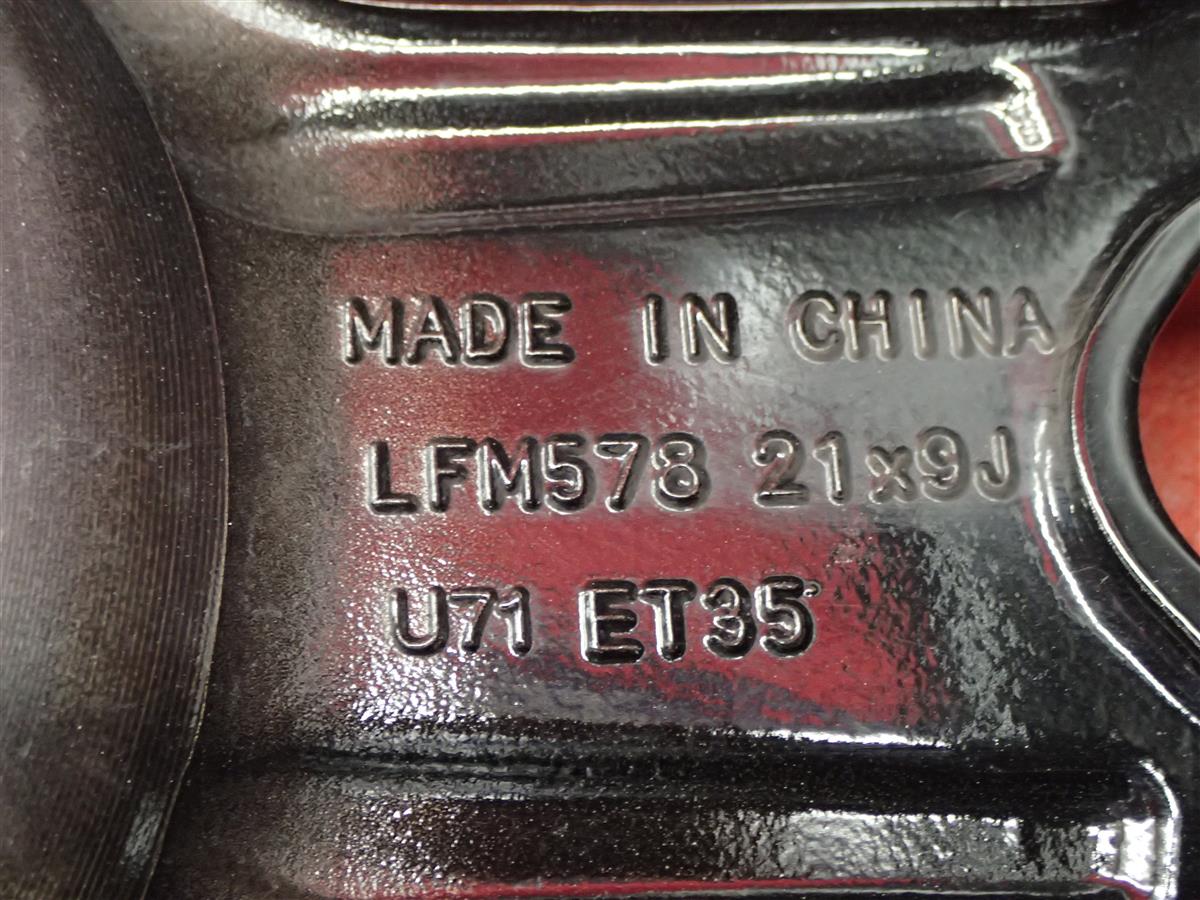 MADE IN CHINA
LFM578 21x9J
U71 ET35